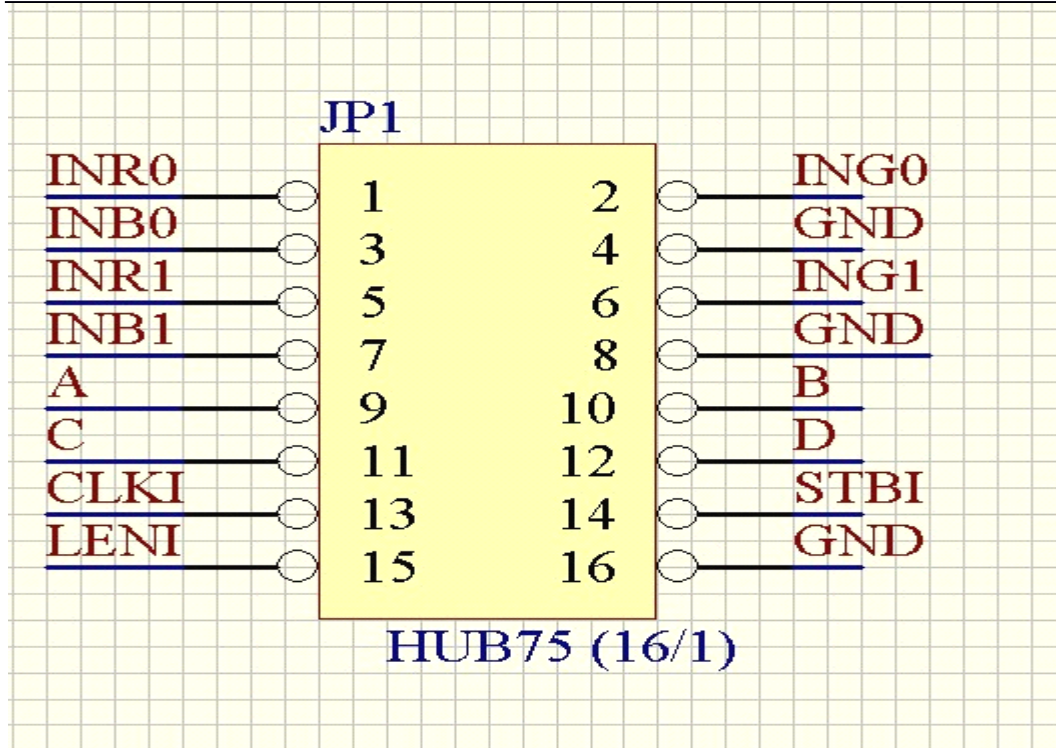 JP1
INR0 1 2 ING0
INB0 3 4 GND
INR1 5 6 ING1
INB1 7 8 GND
A 9 10 B
C 11 12 D
CLKI 13 14 STBI
LENI 15 16 GND
HUB75 (16/1)